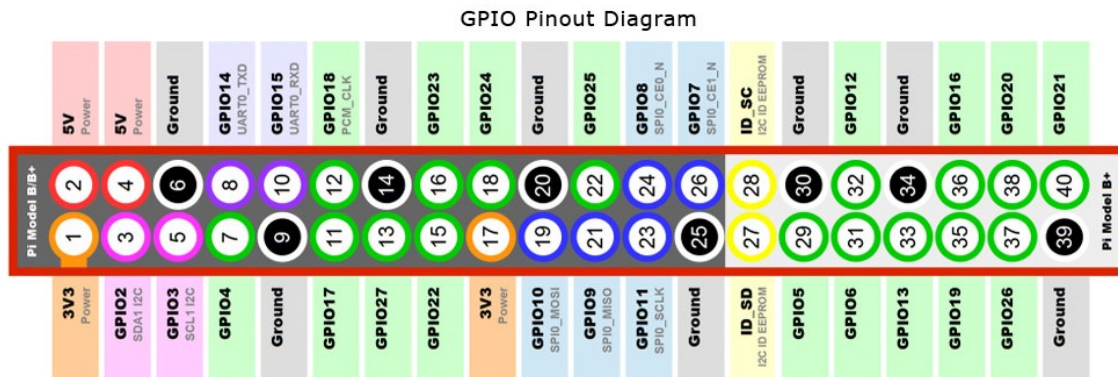 GPIO Pinout Diagram
5V
Power
5V
Power
Ground
GPIO14
UART0_TXD
GPIO15
UART0_RXD
GPIO18
PCM_CLK
Ground
GPIO23
GPIO24
Ground
GPIO25
GPIO8
SPI0_CE0_N
GPIO7
SPI0_CE1_N
ID_SC
I2C ID EEPROM
Ground
GPIO12
Ground
GPIO16
GPIO20
GPIO21
Pi Model B/B+
2 4 6 8 10 12 14 16 18 20 22 24 26 28 30 32 34 36 38 40
1 3 5 7 9 11 13 15 17 19 21 23 25 27 29 31 33 35 37 39
Pi Model B+
3V3
Power
GPIO2
SDA1 I2C
GPIO3
SCL1 I2C
GPIO4
Ground
GPIO17
GPIO27
GPIO22
3V3
Power
GPIO10
SPI0_MOSI
GPIO9
SPI0_MISO
GPIO11
SPI0_SCLK
Ground
ID_SD
I2C ID EEPROM
GPIO5
GPIO6
GPIO13
GPIO19
GPIO26
Ground